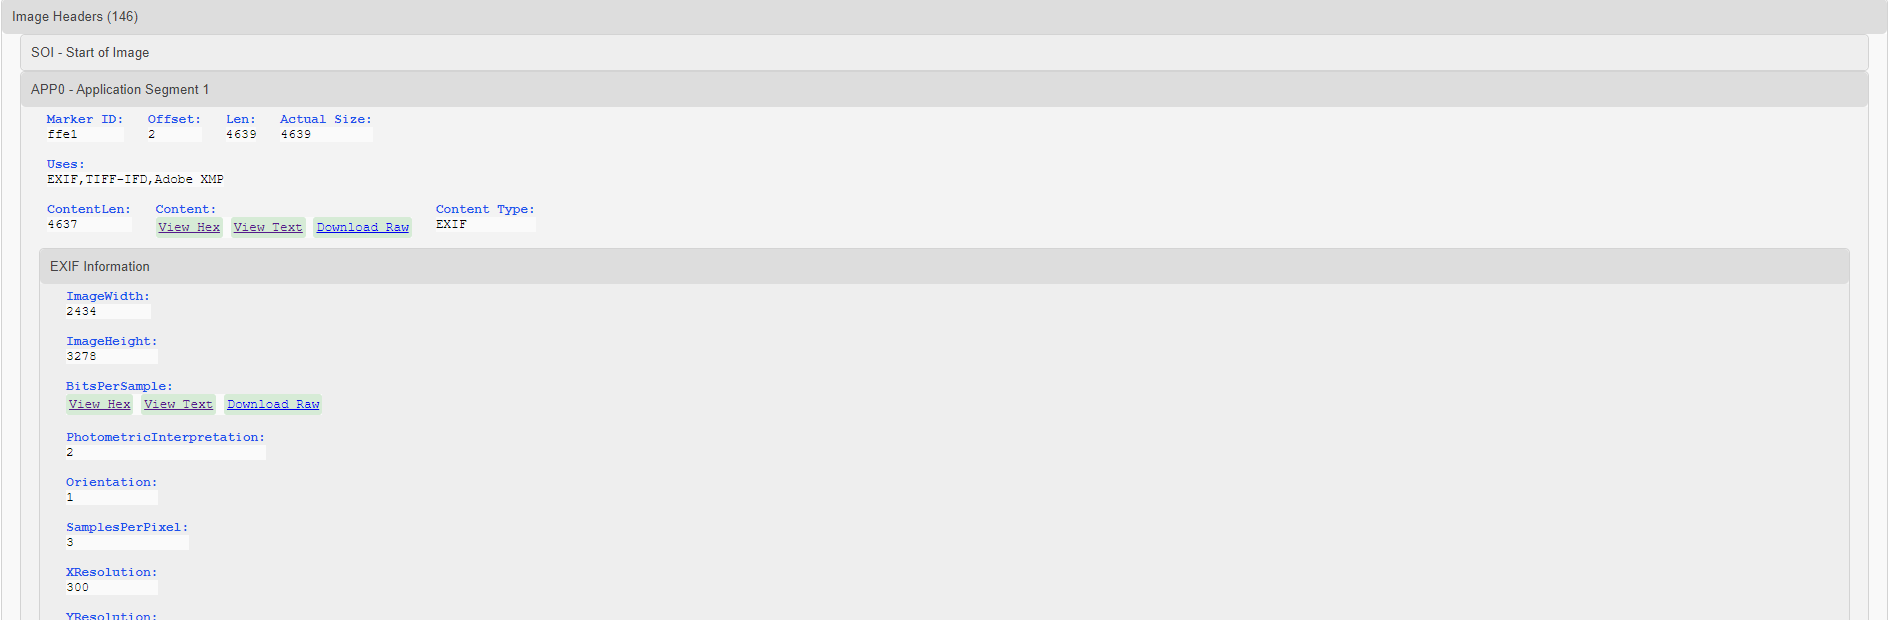 Image Headers (146)
SOI - Start of Image
APP0 - Application Segment 1
Marker ID: Offset: Len: Actual Size:
ffe1 2 4639 4639
Uses:
EXIF,TIFF-IFD,Adobe XMP
ContentLen: Content: Content Type:
4637 View Hex View Text Download Raw EXIF
EXIF Information
ImageWidth:
2434
ImageHeight:
3278
BitsPerSample:
View Hex View Text Download Raw
PhotometricInterpretation:
2
Orientation:
1
SamplesPerPixel:
3
XResolution:
300
YResolution: